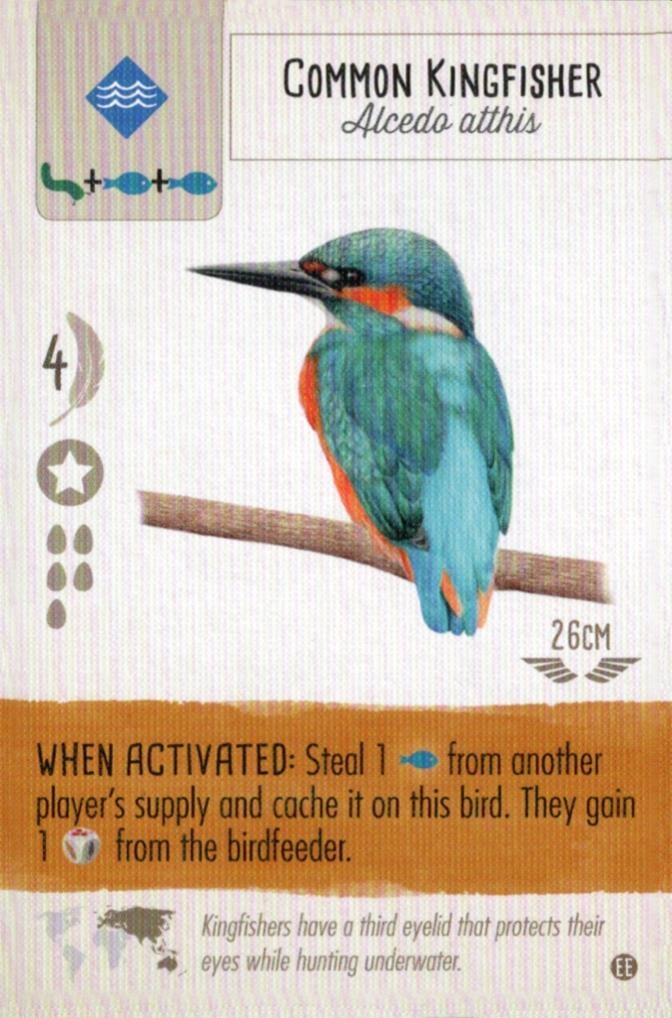 COMMON KINGFISHER
Alcedo atthis
+ +
4
26CM
WHEN ACTIVATED: Steal 1 from another
player's supply and cache it on this bird. They gain
1 from the birdfeeder.
Kingfishers have a third eyelid that protects their
eyes while hunting underwater.
EE